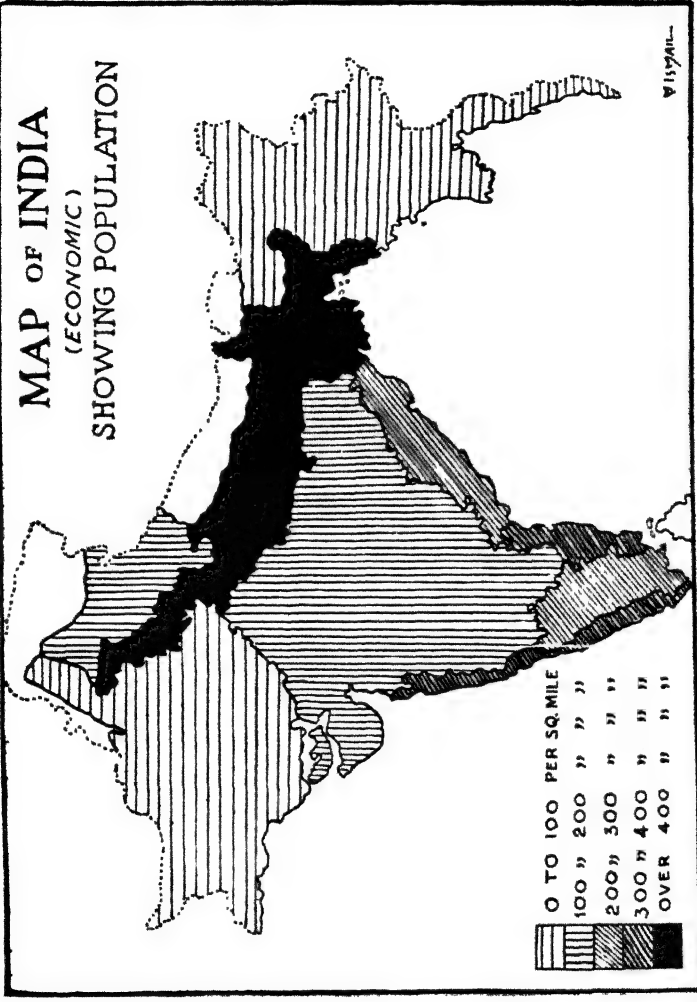 MAP OF INDIA
(ECONOMIC)
SHOWING POPULATION
0 TO 100 PER SQ. MILE
100 " 200 " " "
200 " 300 " " "
300 " 400 " " "
OVER 400 " " "
ISMAIL